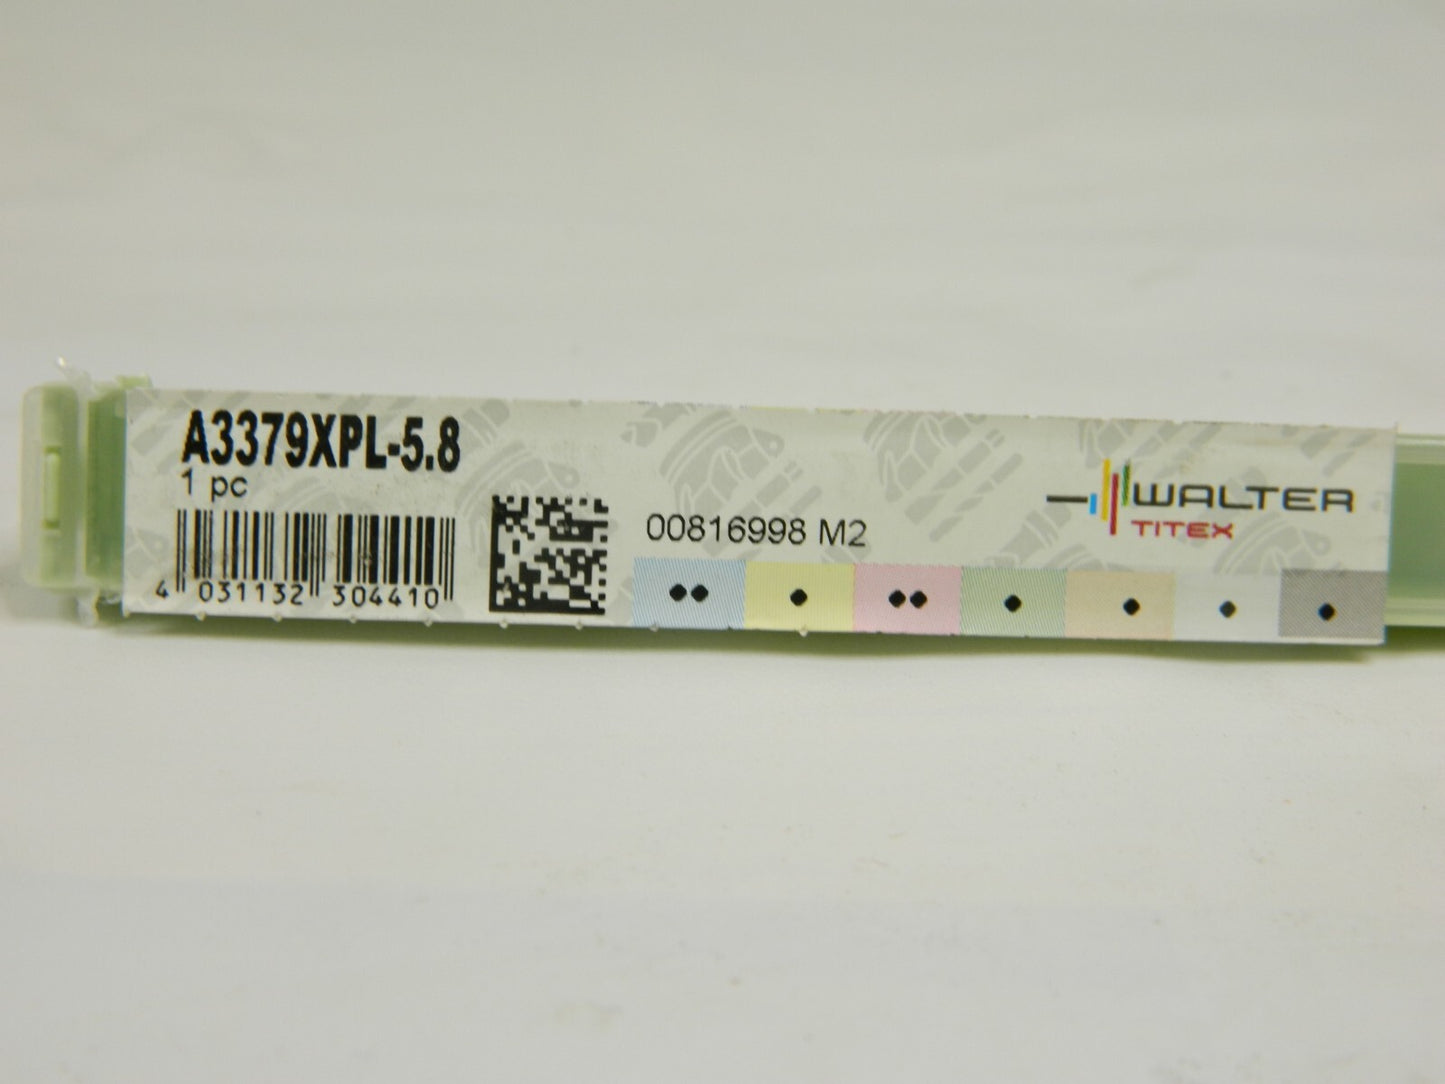 A3379XPL-5.8
1 pc
4 031132 304410
00816998 M2
WALTER
TITEX